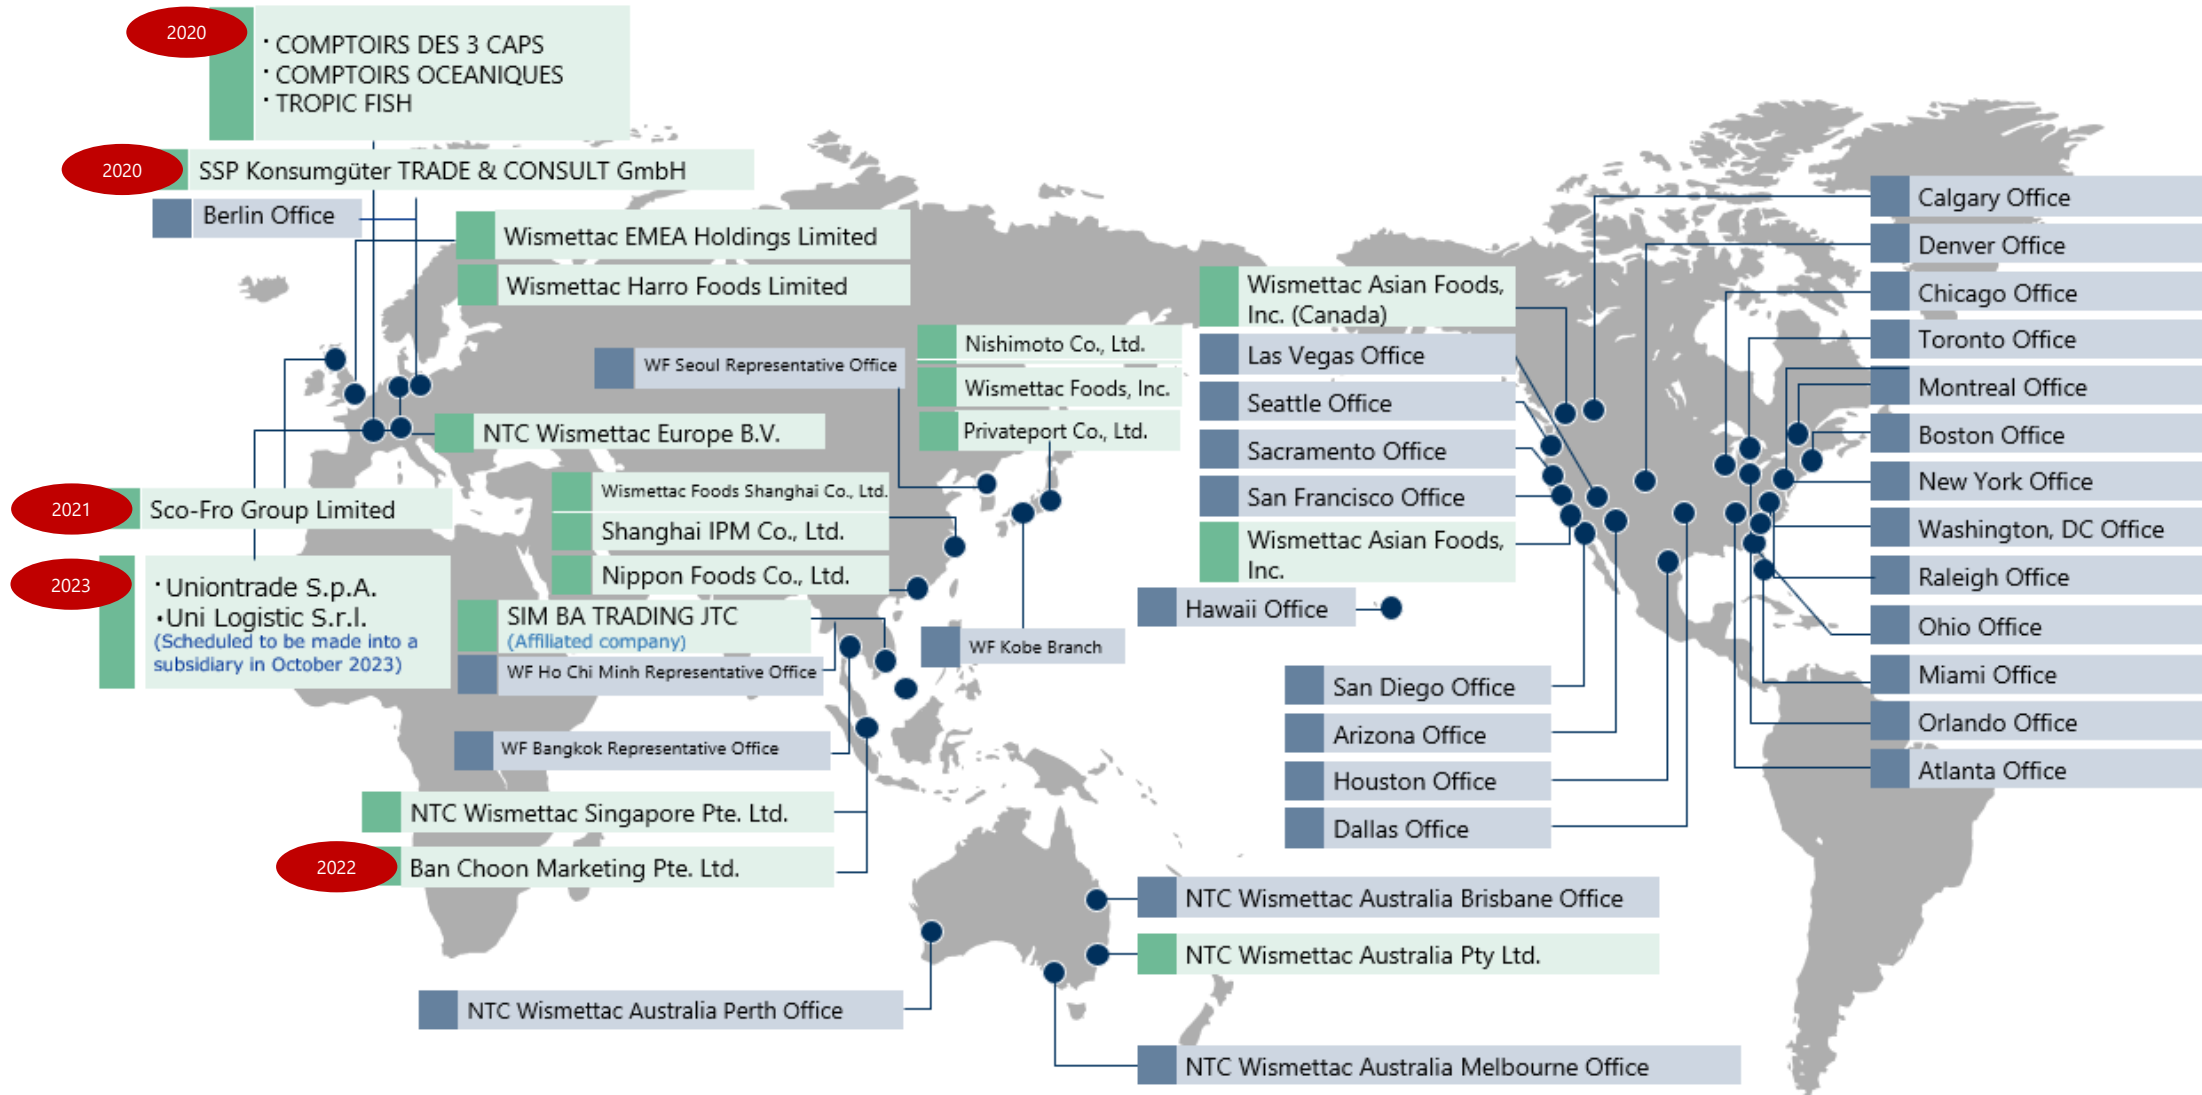 2020
・COMPTOIRS DES 3 CAPS
・COMPTOIRS OCEANIQUES
・TROPIC FISH
2020
SSP Konsumgüter TRADE & CONSULT GmbH
Berlin Office
Wismettac EMEA Holdings Limited
Wismettac Harro Foods Limited
WF Seoul Representative Office
Nishimoto Co., Ltd.
Wismettac Foods, Inc.
Privateport Co., Ltd.
NTC Wismettac Europe B.V.
2021
Sco-Fro Group Limited
Wismettac Foods Shanghai Co., Ltd.
Shanghai IPM Co., Ltd.
Nippon Foods Co., Ltd.
2023
・Uniontrade S.p.A.
・Uni Logistic S.r.l.
(Scheduled to be made into a
subsidiary in October 2023)
SIM BA TRADING JTC
(Affiliated company)
WF Ho Chi Minh Representative Office
WF Kobe Branch
WF Bangkok Representative Office
NTC Wismettac Singapore Pte. Ltd.
2022
Ban Choon Marketing Pte. Ltd.
NTC Wismettac Australia Perth Office
Wismettac Asian Foods,
Inc. (Canada)
Las Vegas Office
Seattle Office
Sacramento Office
San Francisco Office
Wismettac Asian Foods,
Inc.
Hawaii Office
San Diego Office
Arizona Office
Houston Office
Dallas Office
NTC Wismettac Australia Brisbane Office
NTC Wismettac Australia Pty Ltd.
NTC Wismettac Australia Melbourne Office
Calgary Office
Denver Office
Chicago Office
Toronto Office
Montreal Office
Boston Office
New York Office
Washington, DC Office
Raleigh Office
Ohio Office
Miami Office
Orlando Office
Atlanta Office